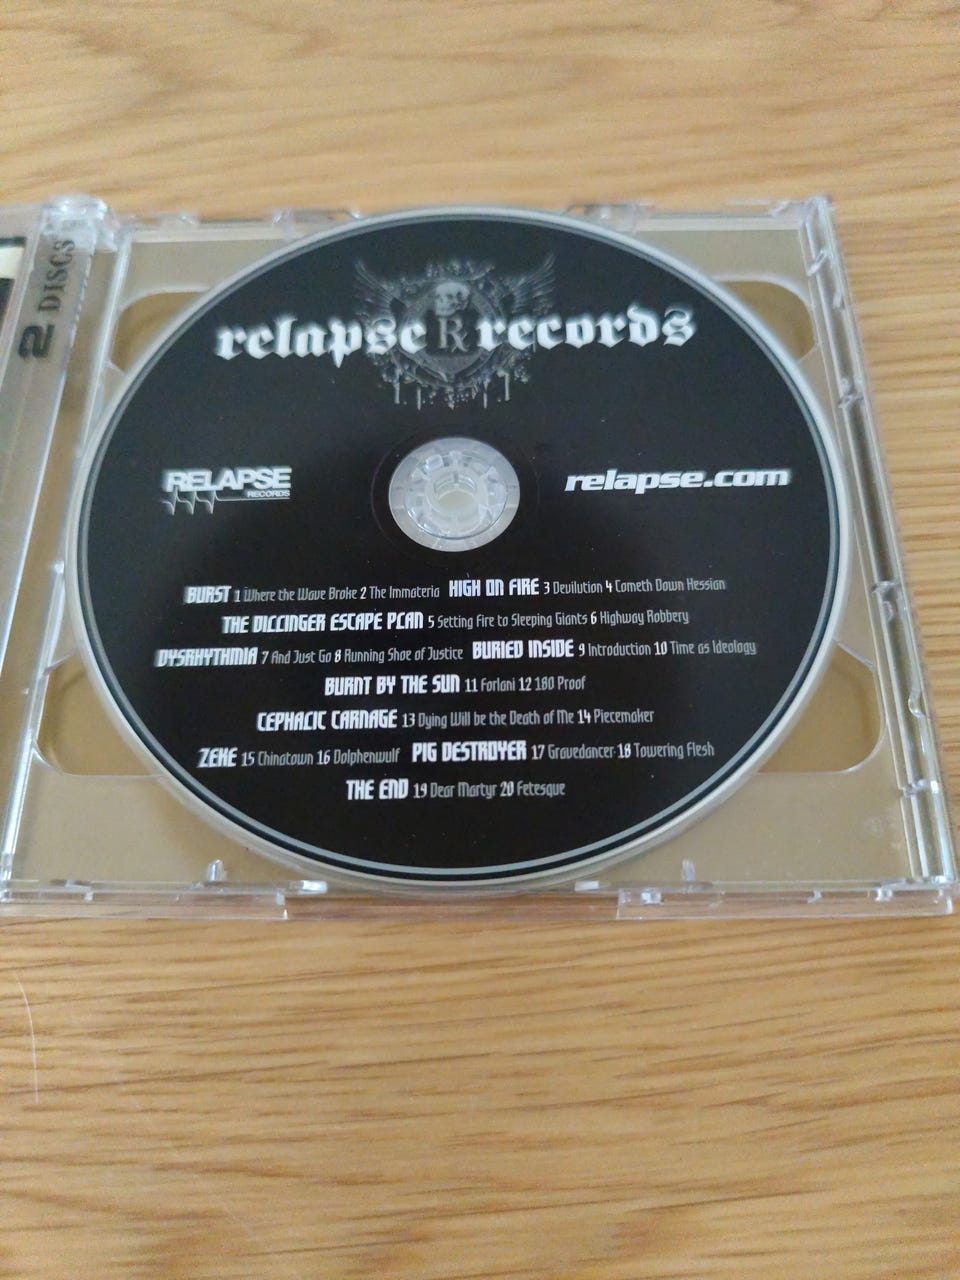 2 DISCS
relapse Rx records
RELAPSE
RECORDS
relapse.com
BURST 1 Where the Wave Broke 2 The Immateria HIGH ON FIRE 3 Devilution 4 Cometh Down Hessian
THE DILLINGER ESCAPE PLAN 5 Setting Fire to Sleeping Giants 6 Highway Robbery
DYSRHYTHMIA 7 And Just Go 8 Running Shoe of Justice BURIED INSIDE 9 Introduction 10 Time as Ideology
BURNT BY THE SUN 11 Forlani 12 180 Proof
CEPHALIC CARNAGE 13 Dying Will be the Death of Me 14 Piecemaker
ZEKE 15 Chinatown 16 Dolphenwulf PIG DESTROYER 17 Gravedancer 18 Towering Flesh
THE END 19 Dear Martyr 20 Fetesque